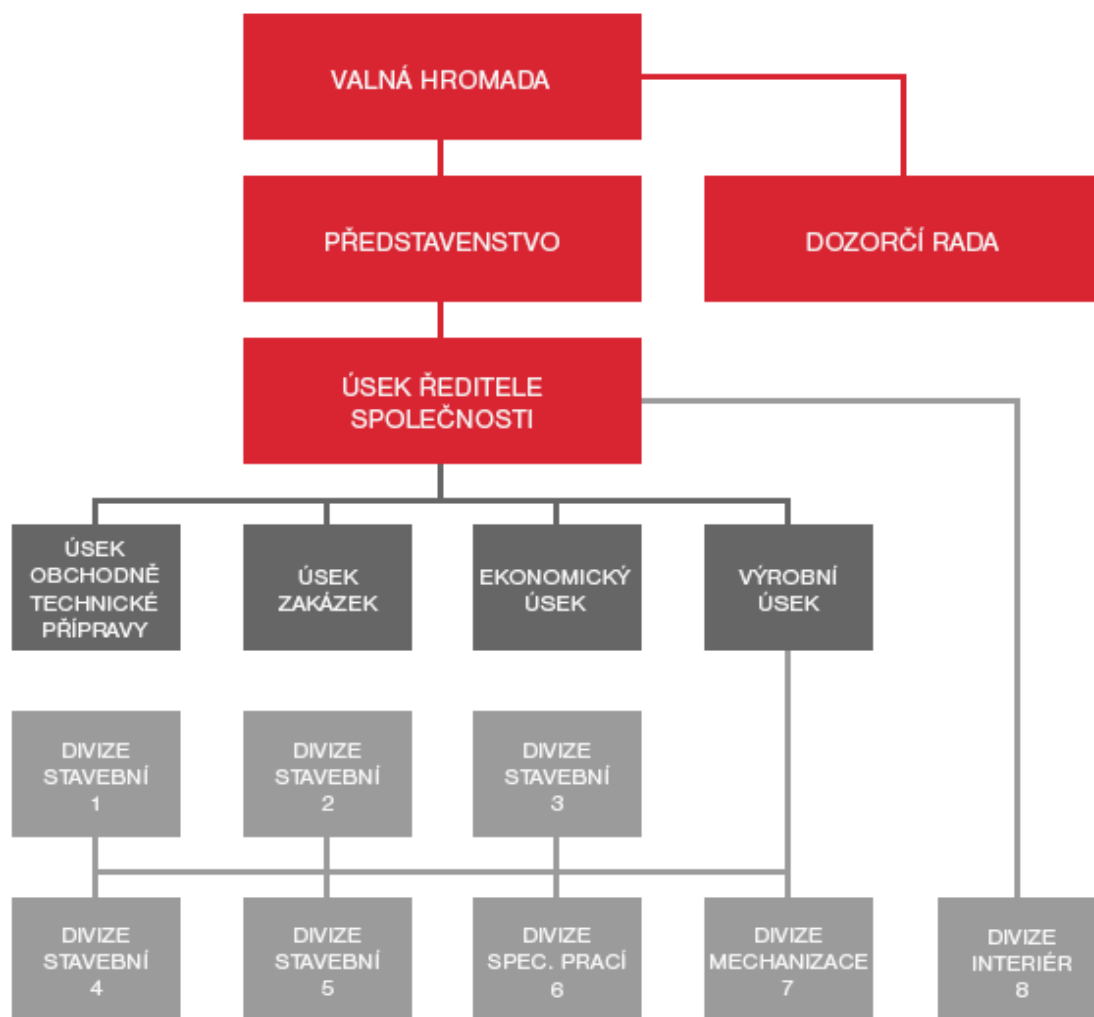 VALNÁ HROMADA
PŘEDSTAVENSTVO
DOZORČÍ RADA
ÚSEK ŘEDITELE
SPOLEČNOSTI
ÚSEK
OBCHODNĚ
TECHNICKÉ
PŘÍPRAVY
ÚSEK
ZAKÁZEK
EKONOMICKÝ
ÚSEK
VÝROBNÍ
ÚSEK
DIVIZE
STAVEBNÍ
1
DIVIZE
STAVEBNÍ
2
DIVIZE
STAVEBNÍ
3
DIVIZE
STAVEBNÍ
4
DIVIZE
STAVEBNÍ
5
DIVIZE
SPEC. PRACÍ
6
DIVIZE
MECHANIZACE
7
DIVIZE
INTERIÉR
8